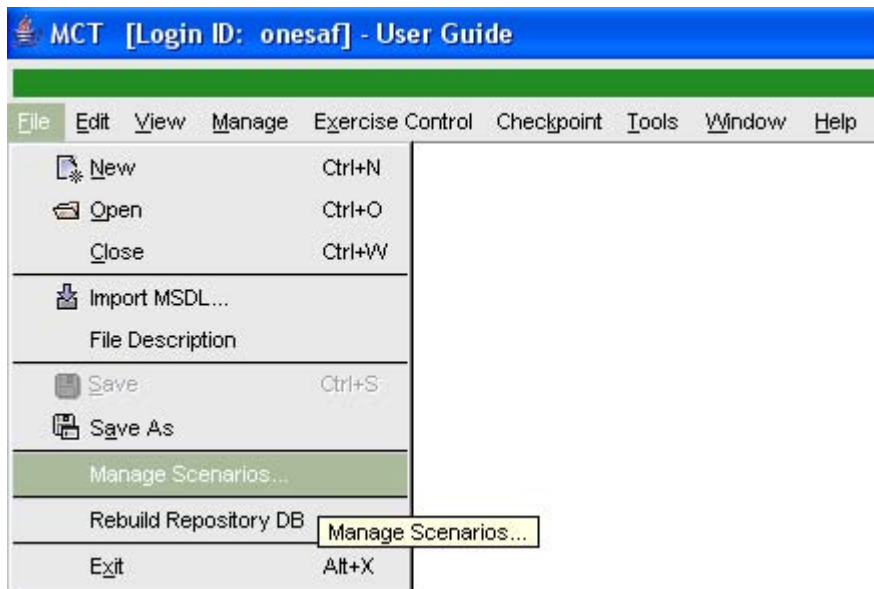 MCT [Login ID: onesaf] - User Guide
File Edit View Manage Exercise Control Checkpoint Tools Window Help
New Ctrl+N
Open Ctrl+O
Close Ctrl+W
Import MSDL...
File Description
Save Ctrl+S
Save As
Manage Scenarios...
Rebuild Repository DB
Manage Scenarios...
Exit Alt+X